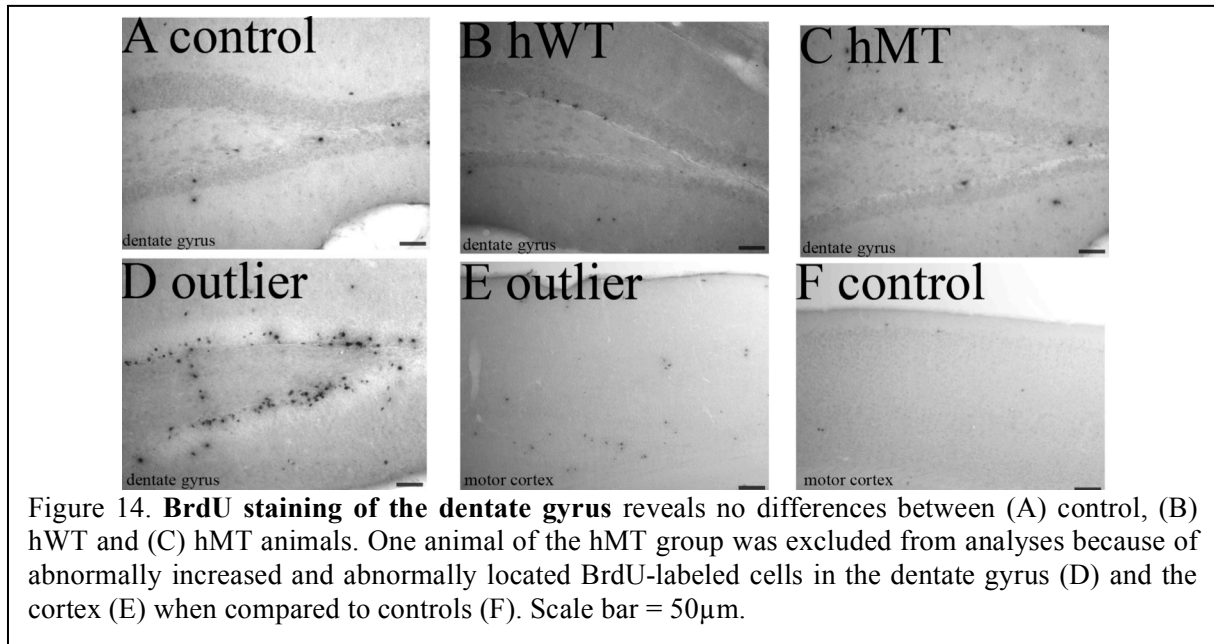 A control
B hWT
C hMT
dentate gyrus
dentate gyrus
dentate gyrus
D outlier
E outlier
F control
dentate gyrus
motor cortex
motor cortex
Figure 14. BrdU staining of the dentate gyrus reveals no differences between (A) control, (B)
hWT and (C) hMT animals. One animal of the hMT group was excluded from analyses because of
abnormally increased and abnormally located BrdU-labeled cells in the dentate gyrus (D) and the
cortex (E) when compared to controls (F). Scale bar = 50µm.